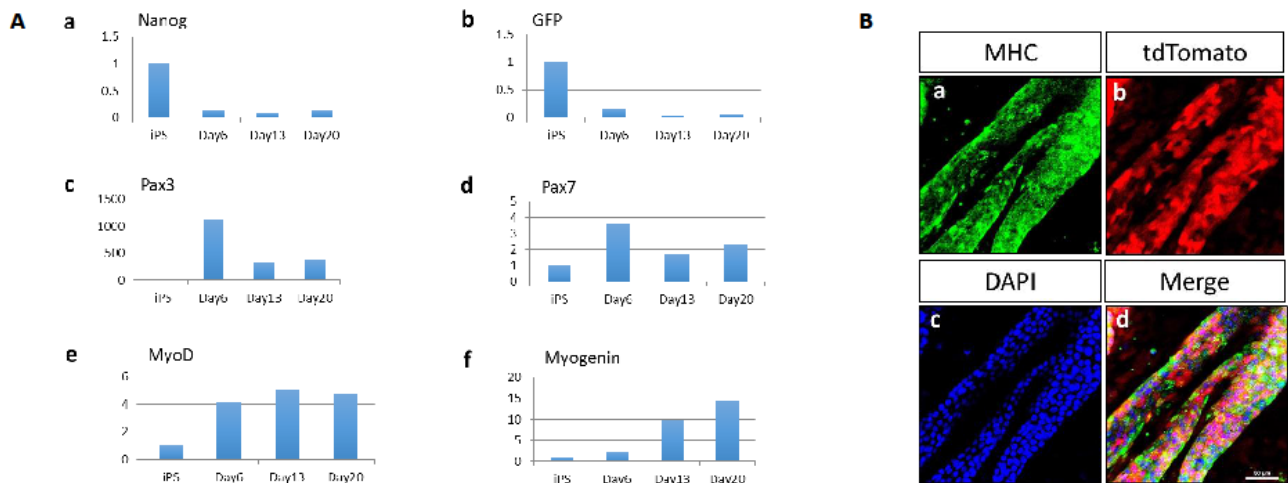 A
a
Nanog
1.5
1
0.5
0
iPS Day6 Day13 Day20
b
GFP
1.5
1
0.5
0
iPS Day6 Day13 Day20
c
Pax3
1500
1000
500
0
iPS Day6 Day13 Day20
d
Pax7
5
4
3
2
1
0
iPS Day6 Day13 Day20
e
MyoD
6
4
2
0
iPS Day6 Day13 Day20
f
Myogenin
20
15
10
5
0
iPS Day6 Day13 Day20
B
MHC
a
tdTomato
b
DAPI
c
Merge
d